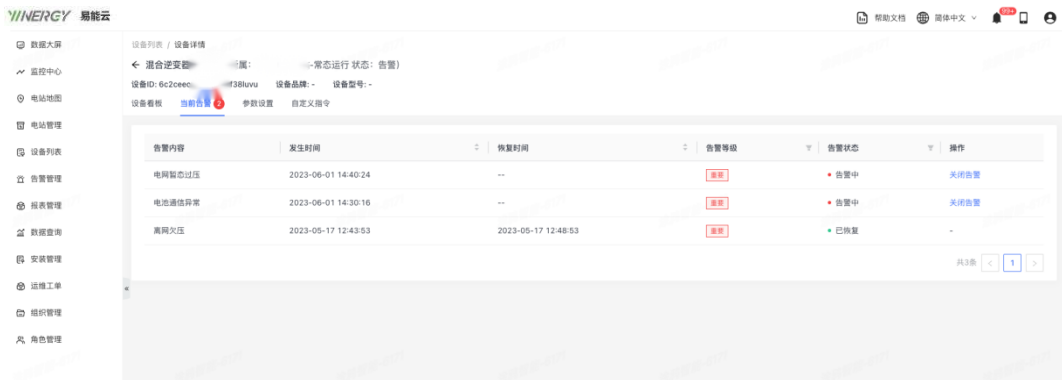 YINERGY 易能云
帮助文档 简体中文 99+
数据大屏
监控中心
电站地图
电站管理
设备列表
告警管理
报表管理
数据查询
安装管理
运维工单
组织管理
角色管理
设备列表 / 设备详情
← 混合逆变器 属: -常态运行 状态: 告警)
设备ID: 6c2ceec f38luvu 设备品牌: - 设备型号: -
设备看板 当前告警 2 参数设置 自定义指令
告警内容 发生时间 恢复时间 告警等级 告警状态 操作
电网暂态过压 2023-06-01 14:40:24 -- 重要 告警中 关闭告警
电池通信异常 2023-06-01 14:30:16 -- 重要 告警中 关闭告警
离网欠压 2023-05-17 12:43:53 2023-05-17 12:48:53 重要 已恢复 -
共3条 < 1 >
«